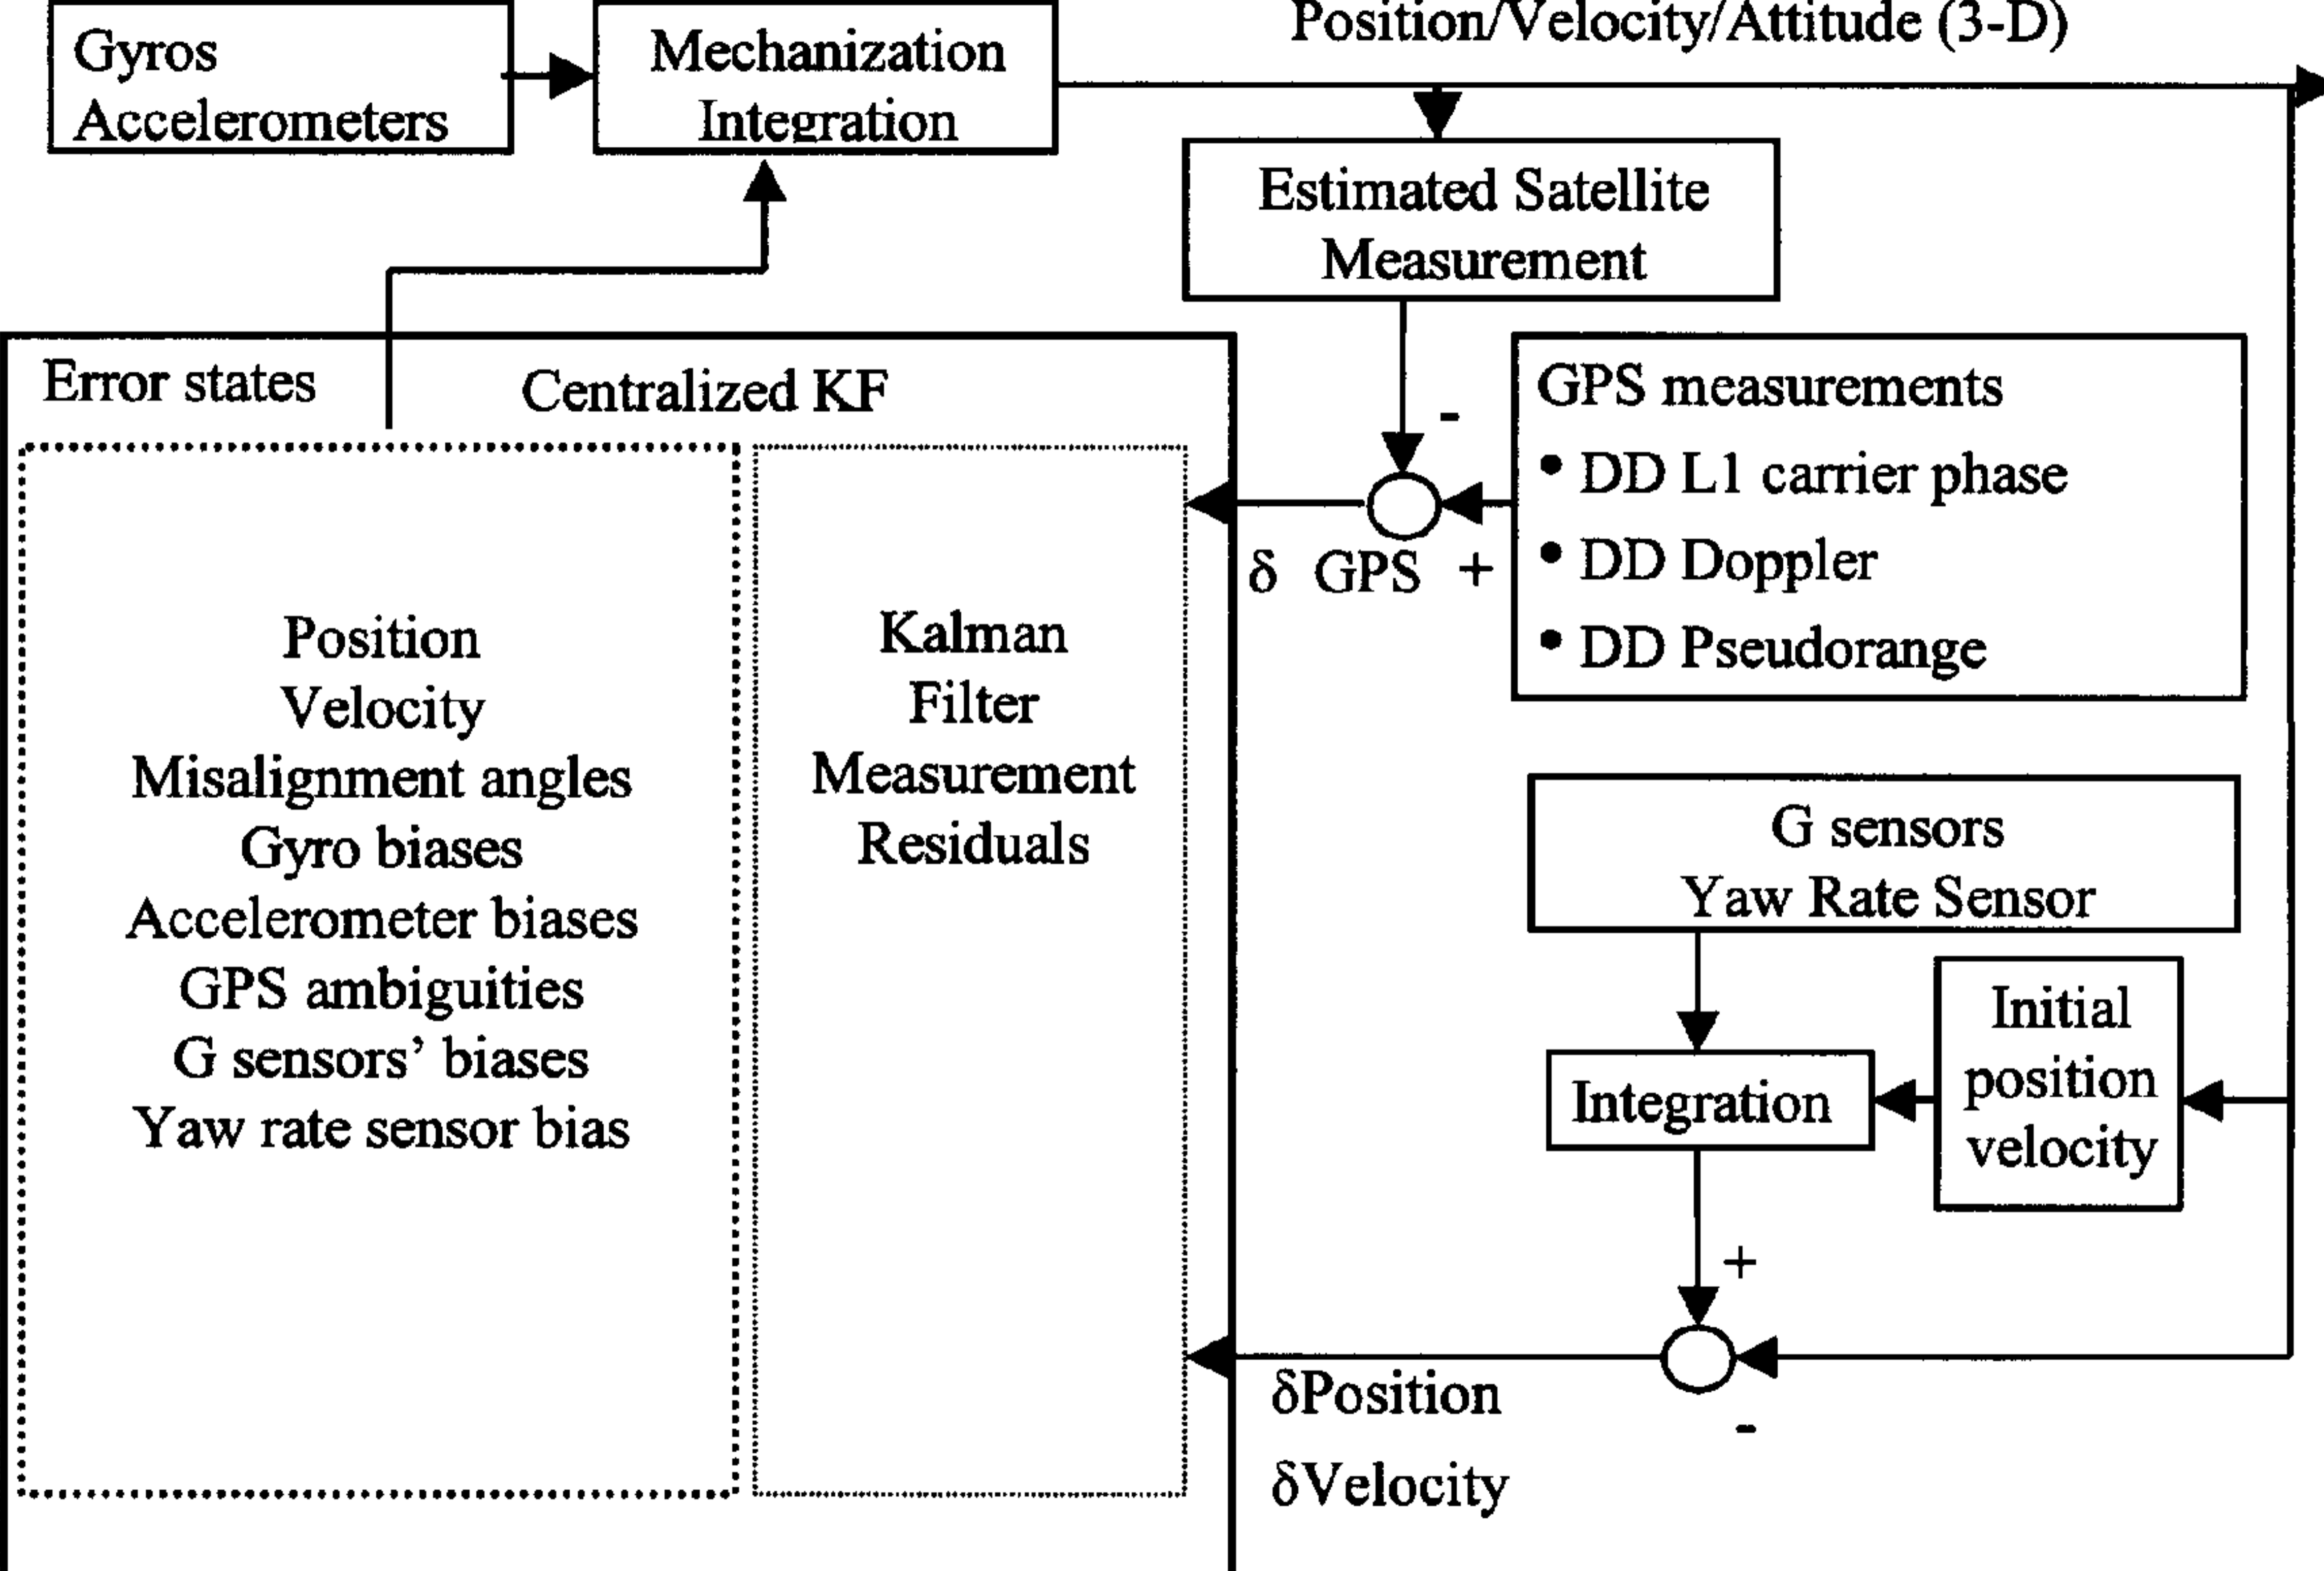 Gyros
Accelerometers
Mechanization
Integration
Position/Velocity/Attitude (3-D)
Estimated Satellite
Measurement
Error states
Centralized KF
-
GPS measurements
• DD L1 carrier phase
• DD Doppler
• DD Pseudorange
δ GPS +
Position
Velocity
Misalignment angles
Gyro biases
Accelerometer biases
GPS ambiguities
G sensors’ biases
Yaw rate sensor bias
Kalman
Filter
Measurement
Residuals
G sensors
Yaw Rate Sensor
Integration
Initial
position
velocity
+
-
δPosition
δVelocity